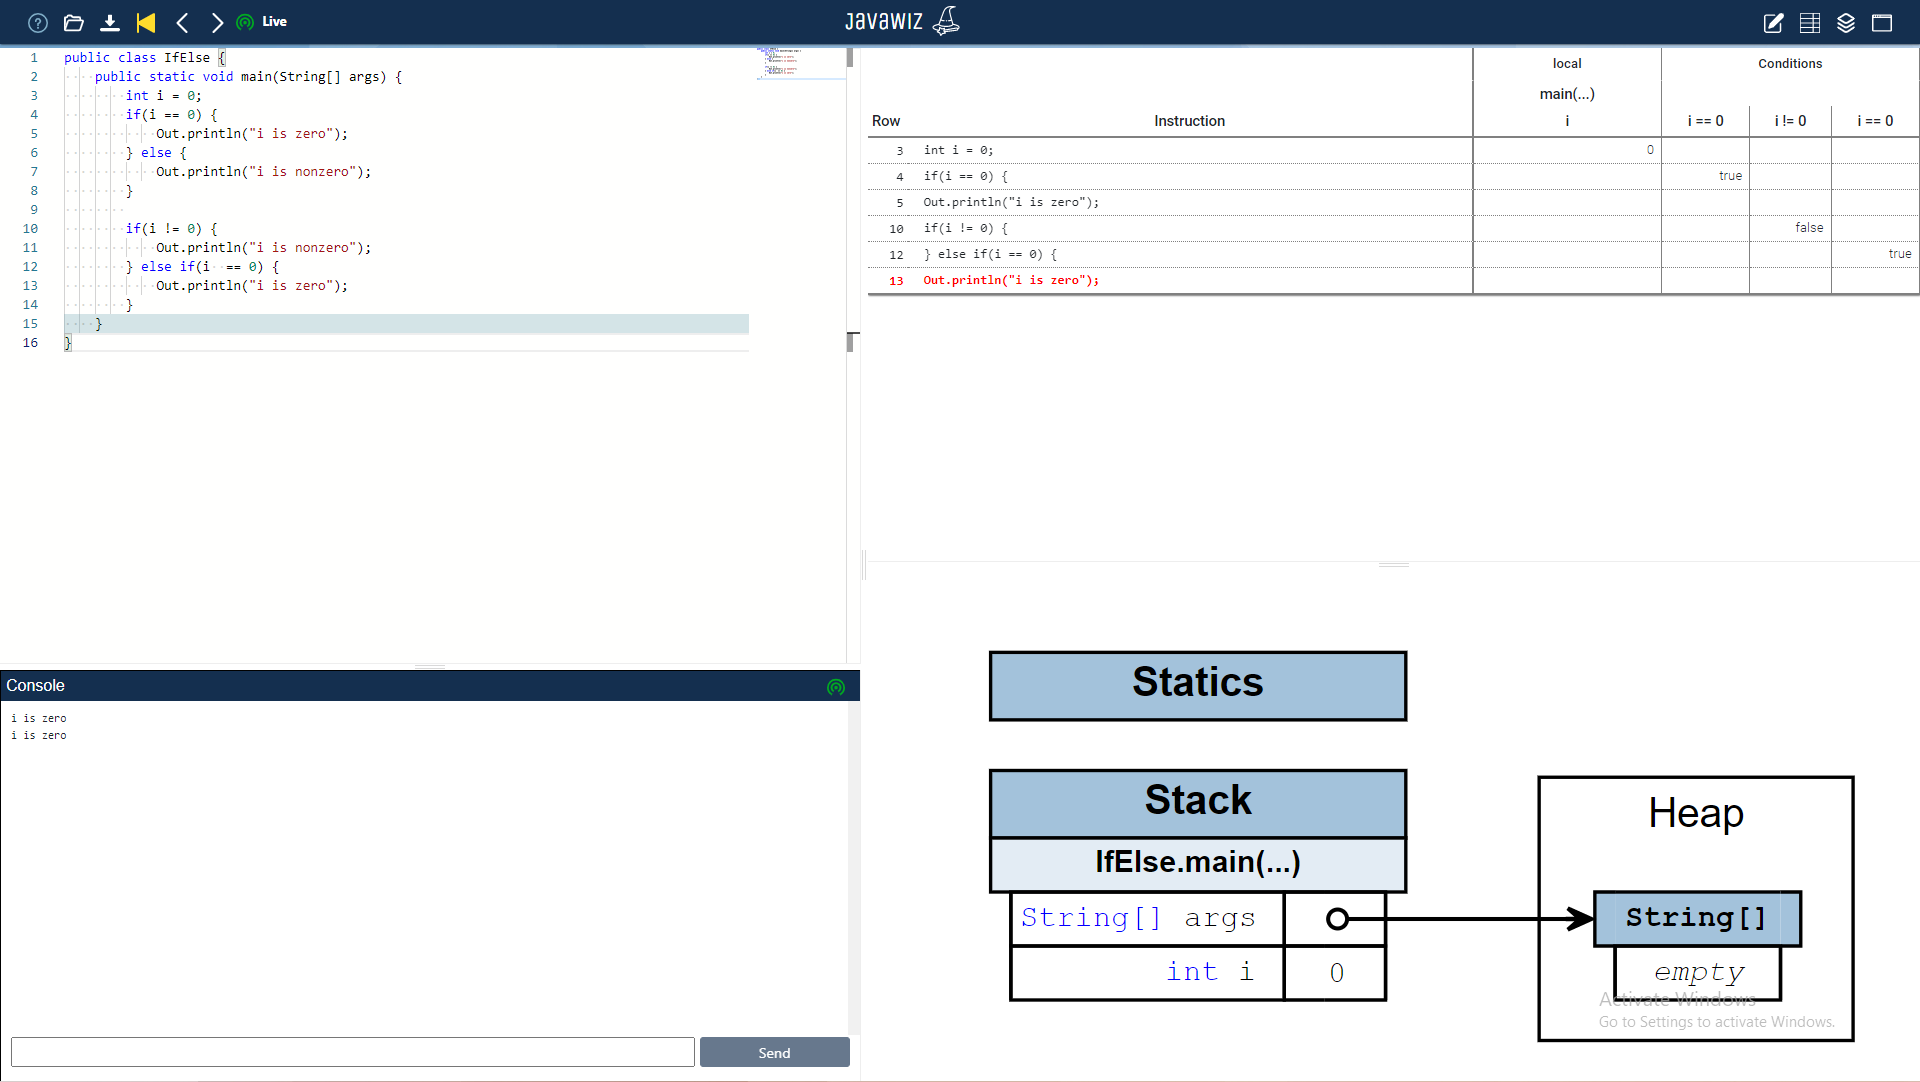 ? Live
JavaWiz
1 public class IfElse {
2 public static void main(String[] args) {
3 int i = 0;
4 if(i == 0) {
5 Out.println("i is zero");
6 } else {
7 Out.println("i is nonzero");
8 }
9
10 if(i != 0) {
11 Out.println("i is nonzero");
12 } else if(i  == 0) {
13 Out.println("i is zero");
14 }
15 }
16 }
local Conditions
main(...)
Row Instruction i i == 0 i != 0 i == 0
3 int i = 0; 0
4 if(i == 0) { true
5 Out.println("i is zero");
10 if(i != 0) { false
12 } else if(i == 0) { true
13 Out.println("i is zero");
Console
i is zero
i is zero
Send
Statics
Stack
IfElse.main(...)
String[] args
int i 0
Heap
String[]
empty
Activate Windows
Go to Settings to activate Windows.